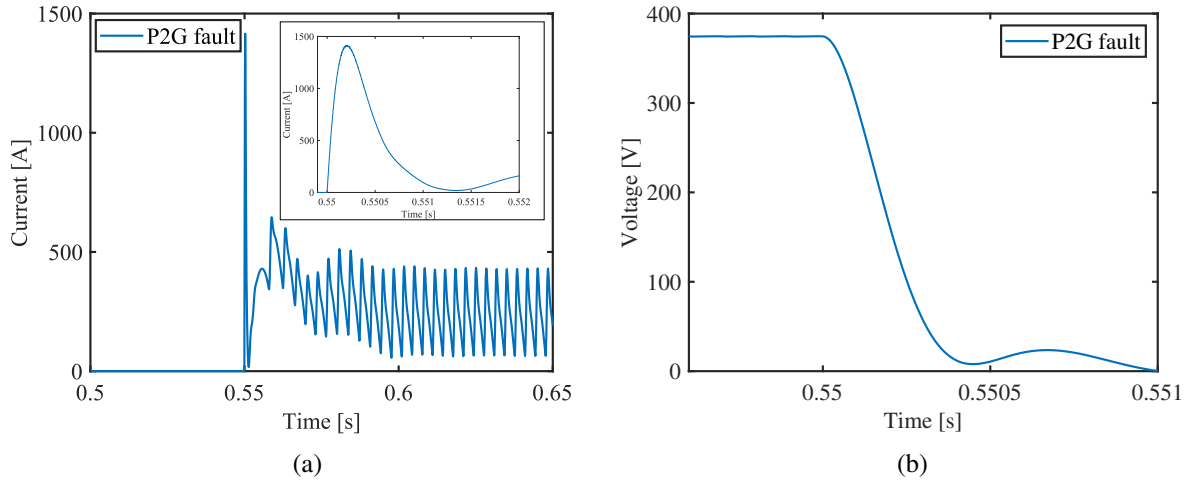 P2G fault
Current [A]
1500
1000
500
0
0.5
0.55
0.6
0.65
Time [s]
Current [A]
1500
1000
500
0
0.55
0.5505
0.551
0.5515
0.552
Time [s]
(a)
P2G fault
Voltage [V]
400
300
200
100
0
0.55
0.5505
0.551
Time [s]
(b)